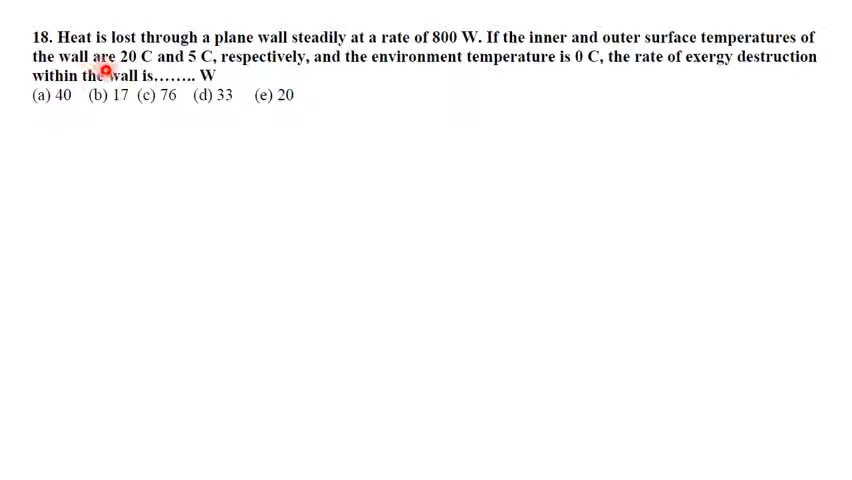 18. Heat is lost through a plane wall steadily at a rate of 800 W. If the inner and outer surface temperatures of
the wall are 20 C and 5 C, respectively, and the environment temperature is 0 C, the rate of exergy destruction
within the wall is…….. W
(a) 40 (b) 17 (c) 76 (d) 33 (e) 20